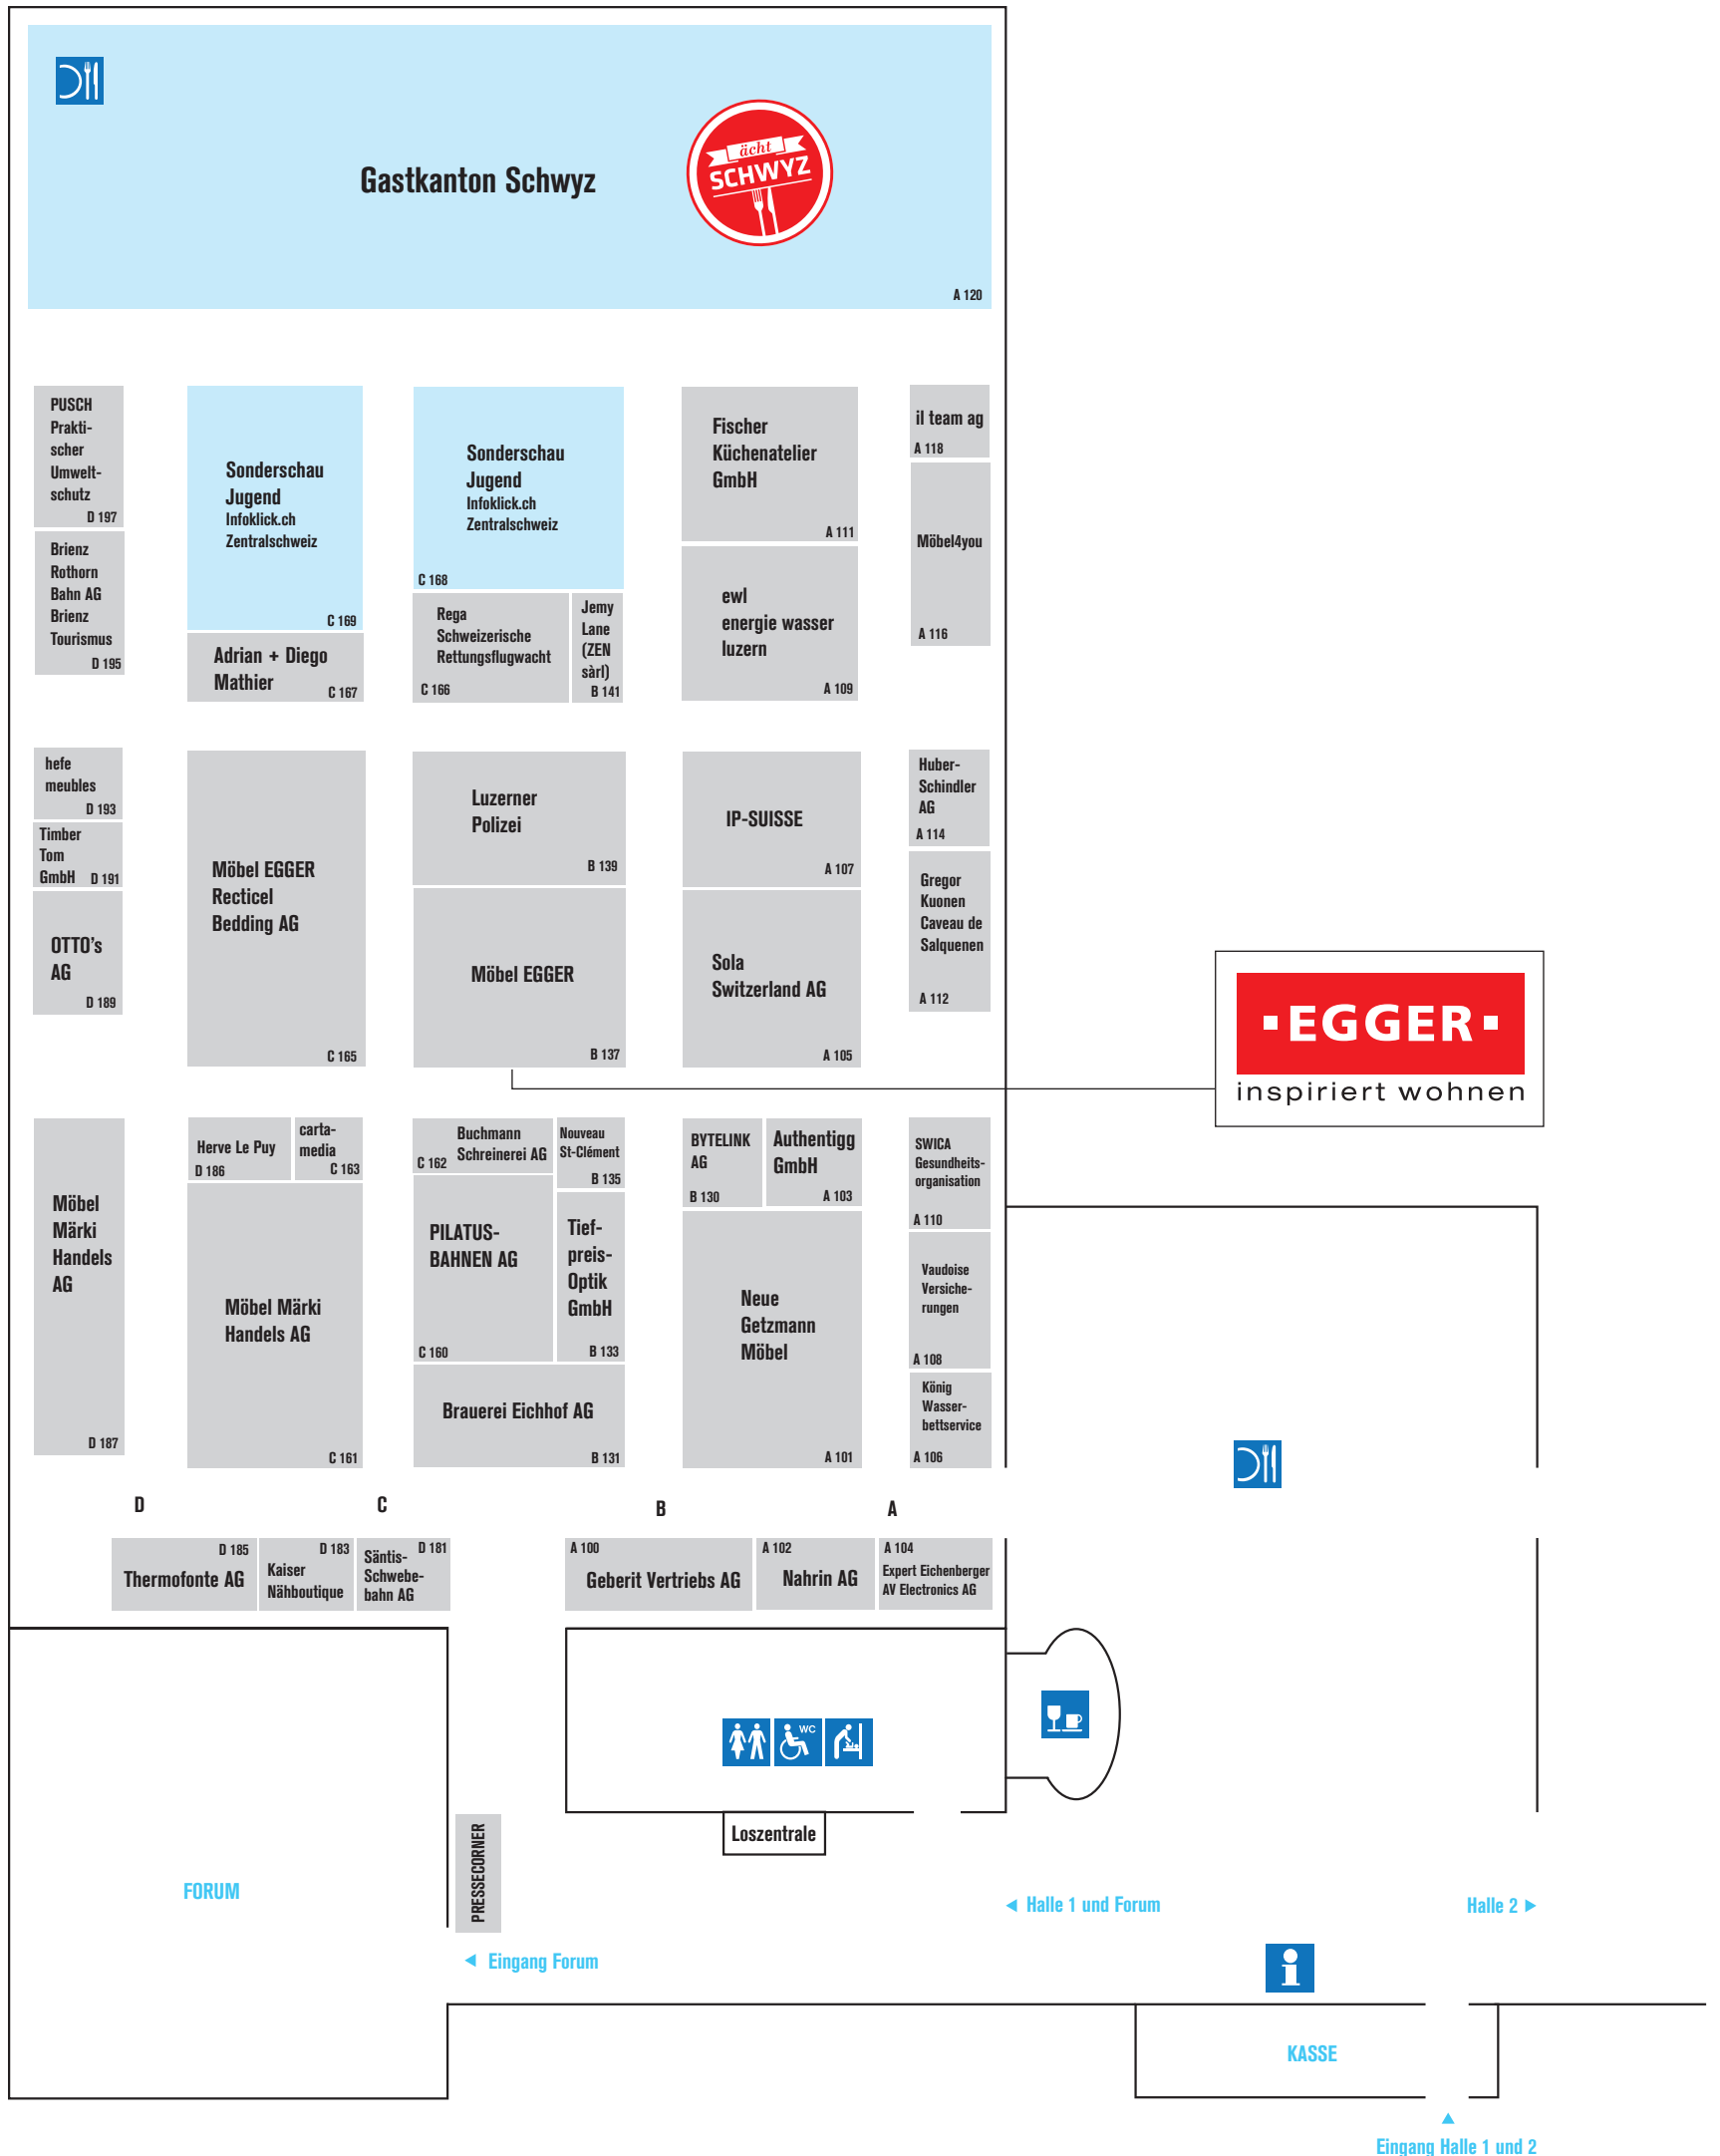 ächt
SCHWYZ
Gastkanton Schwyz
A 120
PUSCH
Prakti-
scher
Umwelt-
schutz
D 197
Brienz
Rothorn
Bahn AG
Brienz
Tourismus
D 195
Sonderschau
Jugend
Infoklick.ch
Zentralschweiz
C 169
Adrian + Diego
Mathier
C 167
Sonderschau
Jugend
Infoklick.ch
Zentralschweiz
C 168
Rega
Schweizerische
Rettungsflugwacht
C 166
Jemy
Lane
(ZEN
sàrl)
B 141
Fischer
Küchenatelier
GmbH
A 111
ewl
energie wasser
luzern
A 109
il team ag
A 118
Möbel4you
A 116
hefe
meubles
D 193
Timber
Tom
GmbH D 191
OTTO's
AG
D 189
Möbel EGGER
Recticel
Bedding AG
C 165
Luzerner
Polizei
B 139
Möbel EGGER
B 137
IP-SUISSE
A 107
Sola
Switzerland AG
A 105
Huber-
Schindler
AG
A 114
Gregor
Kuonen
Caveau de
Salquenen
A 112
EGGER
inspiriert wohnen
Möbel
Märki
Handels
AG
D 187
Herve Le Puy
D 186
carta-
media
C 163
Möbel Märki
Handels AG
C 161
Buchmann
Schreinerei AG
C 162
Nouveau
St-Clément
B 135
PILATUS-
BAHNEN AG
C 160
Tief-
preis-
Optik
GmbH
B 133
Brauerei Eichhof AG
B 131
BYTELINK
AG
B 130
Authentigg
GmbH
A 103
Neue
Getzmann
Möbel
A 101
SWICA
Gesundheits-
organisation
A 110
Vaudoise
Versiche-
rungen
A 108
König
Wasser-
bettservice
A 106
D
C
B
A
D 185
Thermofonte AG
D 183
Kaiser
Nähboutique
D 181
Säntis-
Schwebe-
bahn AG
A 100
Geberit Vertriebs AG
A 102
Nahrin AG
A 104
Expert Eichenberger
AV Electronics AG
WC
Loszentrale
PRESSECORNER
FORUM
Halle 1 und Forum
Halle 2
Eingang Forum
KASSE
Eingang Halle 1 und 2